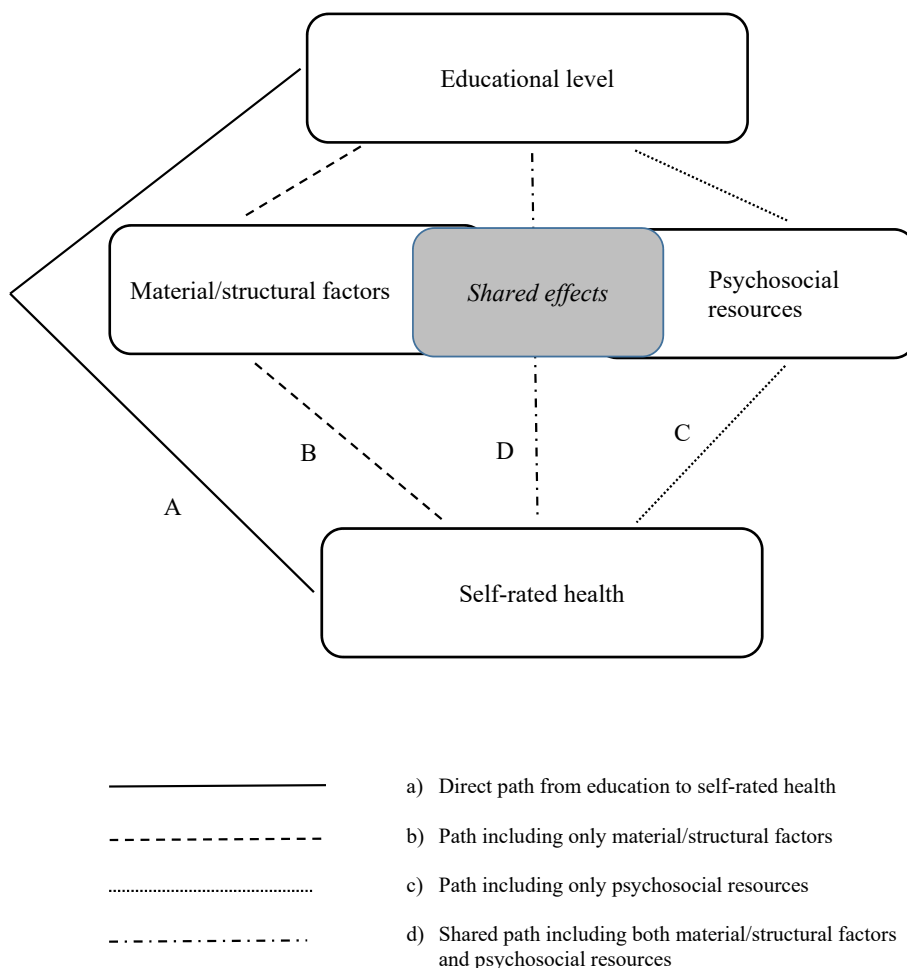 Educational level
Material/structural factors
Shared effects
Psychosocial
resources
B
D
C
A
Self-rated health
a) Direct path from education to self-rated health
b) Path including only material/structural factors
c) Path including only psychosocial resources
d) Shared path including both material/structural factors
and psychosocial resources